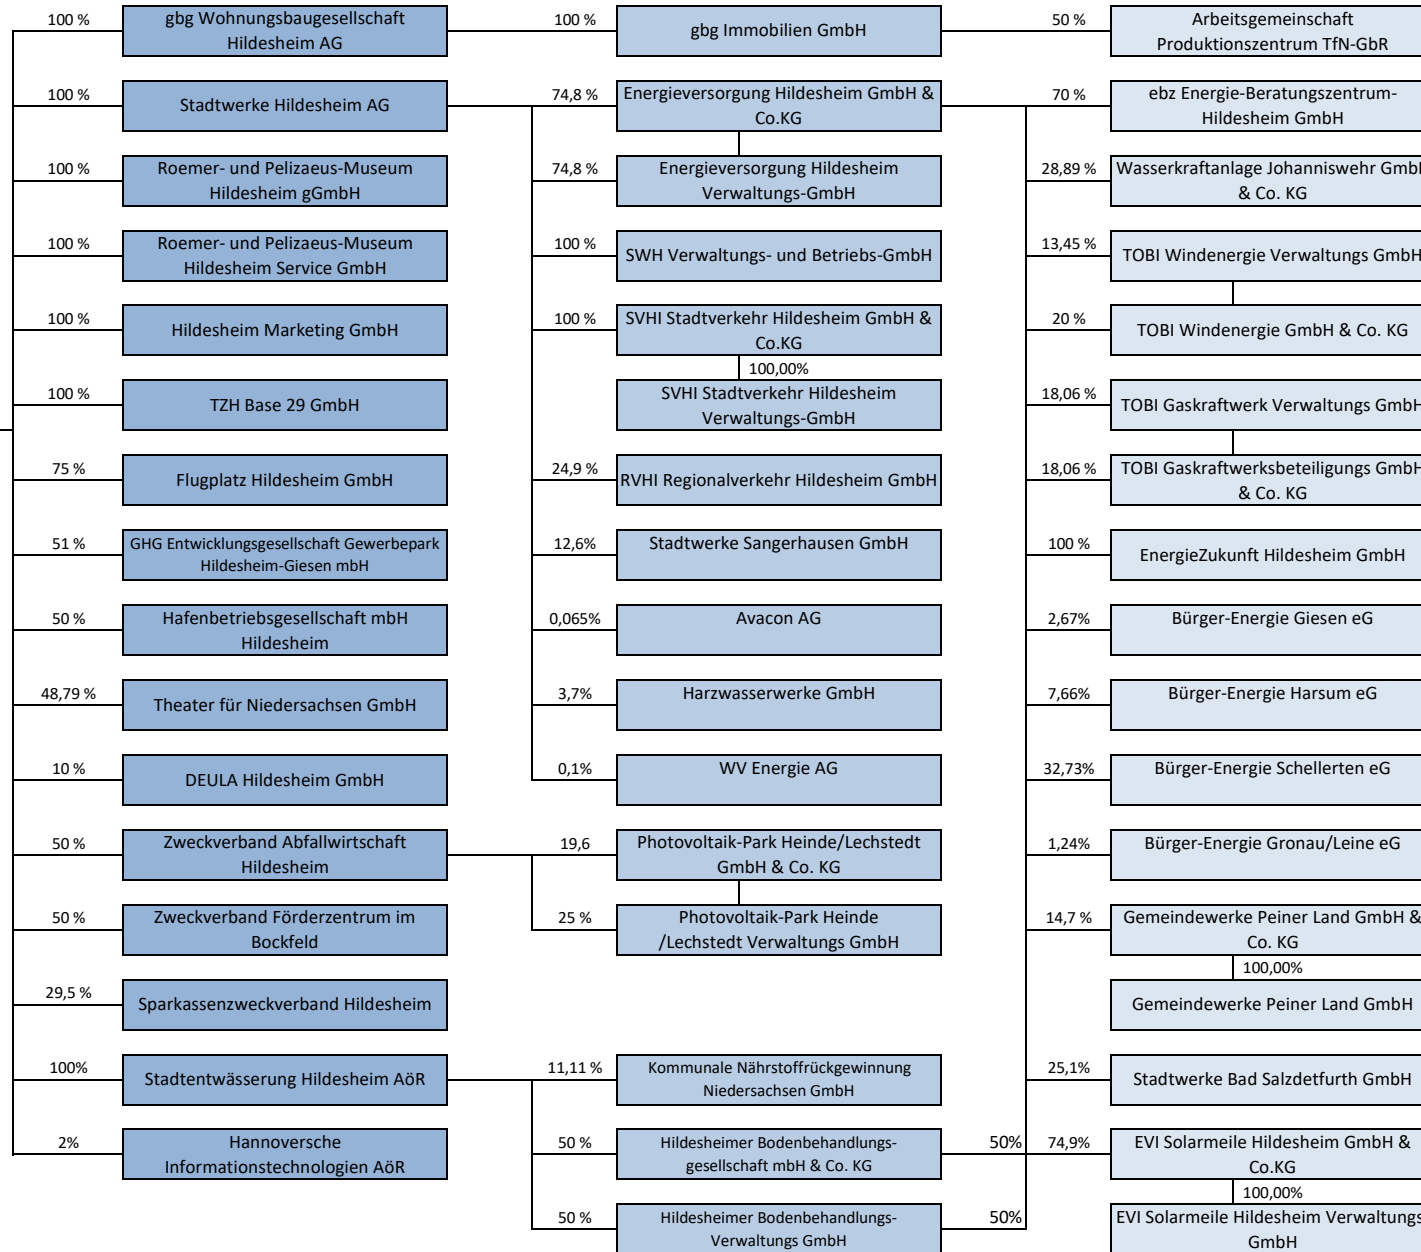 100 %
gbg Wohnungsbaugesellschaft
Hildesheim AG
100 %
gbg Immobilien GmbH
50 %
Arbeitsgemeinschaft
Produktionszentrum TfN-GbR
100 %
Stadtwerke Hildesheim AG
74,8 %
Energieversorgung Hildesheim GmbH &
Co.KG
70 %
ebz Energie-Beratungszentrum-
Hildesheim GmbH
100 %
Roemer- und Pelizaeus-Museum
Hildesheim gGmbH
74,8 %
Energieversorgung Hildesheim
Verwaltungs-GmbH
28,89 %
Wasserkraftanlage Johanniswehr GmbH
& Co. KG
100 %
Roemer- und Pelizaeus-Museum
Hildesheim Service GmbH
100 %
SWH Verwaltungs- und Betriebs-GmbH
13,45 %
TOBI Windenergie Verwaltungs GmbH
100 %
Hildesheim Marketing GmbH
100 %
SVHI Stadtverkehr Hildesheim GmbH &
Co.KG
20 %
TOBI Windenergie GmbH & Co. KG
100,00%
100 %
TZH Base 29 GmbH
SVHI Stadtverkehr Hildesheim
Verwaltungs-GmbH
18,06 %
TOBI Gaskraftwerk Verwaltungs GmbH
75 %
Flugplatz Hildesheim GmbH
24,9 %
RVHI Regionalverkehr Hildesheim GmbH
18,06 %
TOBI Gaskraftwerksbeteiligungs GmbH
& Co. KG
51 %
GHG Entwicklungsgesellschaft Gewerbepark
Hildesheim-Giesen mbH
12,6%
Stadtwerke Sangerhausen GmbH
100 %
EnergieZukunft Hildesheim GmbH
50 %
Hafenbetriebsgesellschaft mbH
Hildesheim
0,065%
Avacon AG
2,67%
Bürger-Energie Giesen eG
48,79 %
Theater für Niedersachsen GmbH
3,7%
Harzwasserwerke GmbH
7,66%
Bürger-Energie Harsum eG
10 %
DEULA Hildesheim GmbH
0,1%
WV Energie AG
32,73%
Bürger-Energie Schellerten eG
50 %
Zweckverband Abfallwirtschaft
Hildesheim
19,6
Photovoltaik-Park Heinde/Lechstedt
GmbH & Co. KG
1,24%
Bürger-Energie Gronau/Leine eG
50 %
Zweckverband Förderzentrum im
Bockfeld
25 %
Photovoltaik-Park Heinde
/Lechstedt Verwaltungs GmbH
14,7 %
Gemeindewerke Peiner Land GmbH &
Co. KG
100,00%
29,5 %
Sparkassenzweckverband Hildesheim
Gemeindewerke Peiner Land GmbH
100%
Stadtentwässerung Hildesheim AöR
11,11 %
Kommunale Nährstoffrückgewinnung
Niedersachsen GmbH
25,1%
Stadtwerke Bad Salzdetfurth GmbH
2%
Hannoversche
Informationstechnologien AöR
50 %
Hildesheimer Bodenbehandlungs-
gesellschaft mbH & Co. KG
50%
74,9%
EVI Solarmeile Hildesheim GmbH &
Co.KG
100,00%
50 %
Hildesheimer Bodenbehandlungs-
Verwaltungs GmbH
50%
EVI Solarmeile Hildesheim Verwaltungs
GmbH